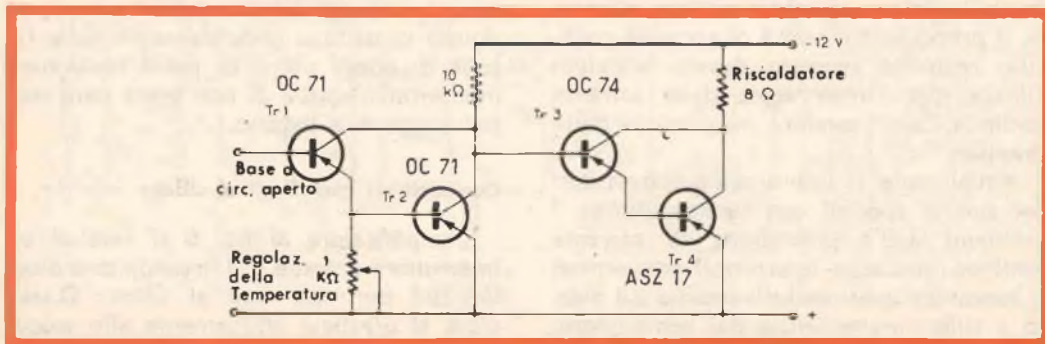 -12 V
OC 71
10
kΩ
OC 74
Riscaldatore
8 Ω
Tr 1
Tr 3
OC 71
Base a
circ. aperto
Tr 2
Regolaz. 1
della kΩ
Temperatura
Tr 4
ASZ 17
+